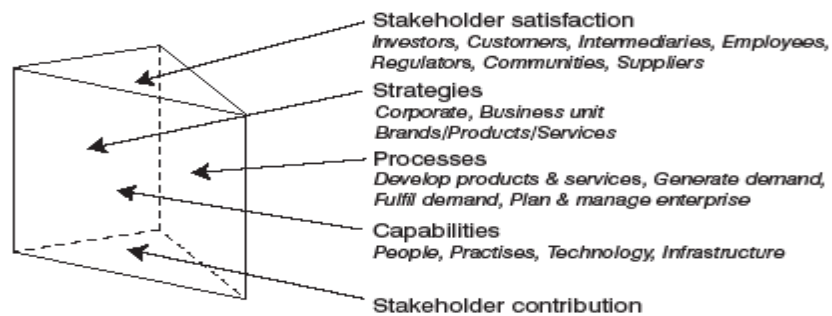 Stakeholder satisfaction
Investors, Customers, Intermediaries, Employees,
Regulators, Communities, Suppliers
Strategies
Corporate, Business unit
Brands/Products/Services
Processes
Develop products & services, Generate demand,
Fulfil demand, Plan & manage enterprise
Capabilities
People, Practises, Technology, Infrastructure
Stakeholder contribution